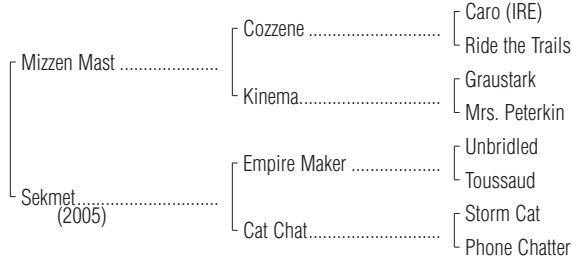 Caro (IRE)
Cozzene ........................
Ride the Trails
Mizzen Mast ..................
Graustark
Kinema..........................
Mrs. Peterkin
Unbridled
Empire Maker ................
Toussaud
Sekmet..........................
(2005)
Storm Cat
Cat Chat........................
Phone Chatter